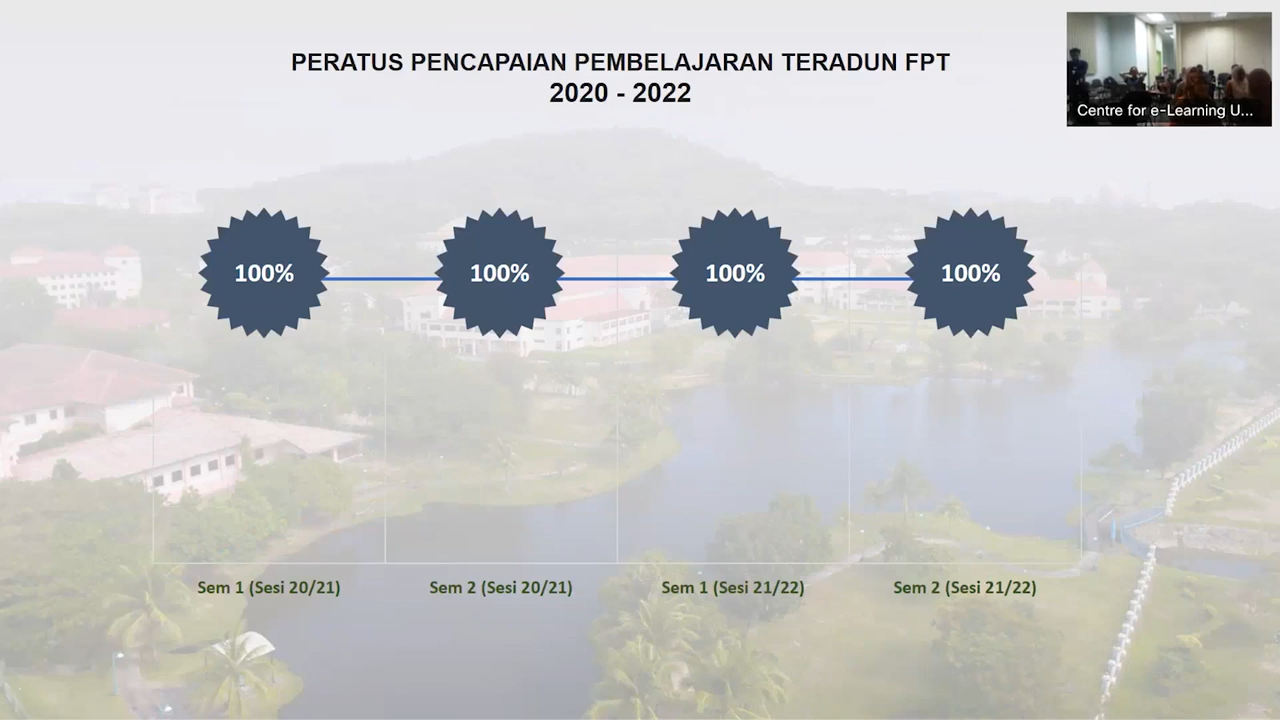 PERATUS PENCAPAIAN PEMBELAJARAN TERADUN FPT
2020 - 2022
Centre for e-Learning U...
100%
100%
100%
100%
Sem 1 (Sesi 20/21)
Sem 2 (Sesi 20/21)
Sem 1 (Sesi 21/22)
Sem 2 (Sesi 21/22)